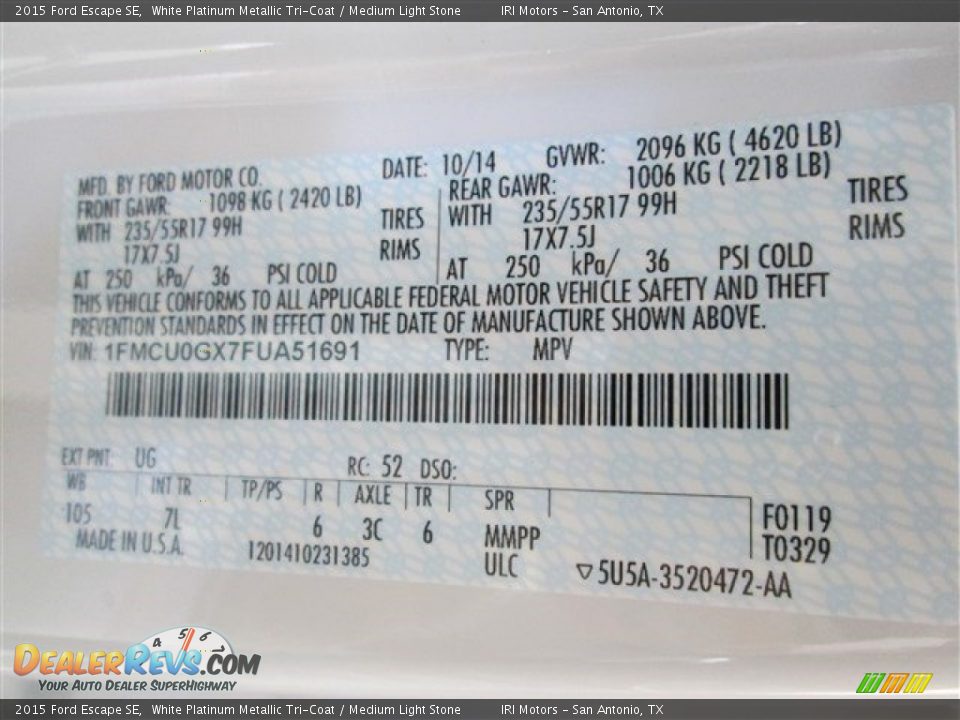 2015 Ford Escape SE, White Platinum Metallic Tri-Coat / Medium Light Stone IRI Motors - San Antonio, TX
MFD. BY FORD MOTOR CO. DATE: 10/14 GVWR: 2096 KG ( 4620 LB)
FRONT GAWR: 1098 KG ( 2420 LB) REAR GAWR: 1006 KG ( 2218 LB)
WITH 235/55R17 99H TIRES WITH 235/55R17 99H TIRES
17X7.5J RIMS 17X7.5J RIMS
AT 250 kPa/ 36 PSI COLD AT 250 kPa/ 36 PSI COLD
THIS VEHICLE CONFORMS TO ALL APPLICABLE FEDERAL MOTOR VEHICLE SAFETY AND THEFT
PREVENTION STANDARDS IN EFFECT ON THE DATE OF MANUFACTURE SHOWN ABOVE.
VIN: 1FMCU0GX7FUA51691 TYPE: MPV
EXT PNT: UG RC: 52 DSO:
WB INT TR TP/PS R AXLE TR SPR
105 7L 6 3C 6 MMPP F0119
MADE IN U.S.A. 1201410231385 ULC T0329
5U5A-3520472-AA
4 5 6
DEALERREVS.COM
YOUR AUTO DEALER SUPERHIGHWAY
2015 Ford Escape SE, White Platinum Metallic Tri-Coat / Medium Light Stone IRI Motors - San Antonio, TX